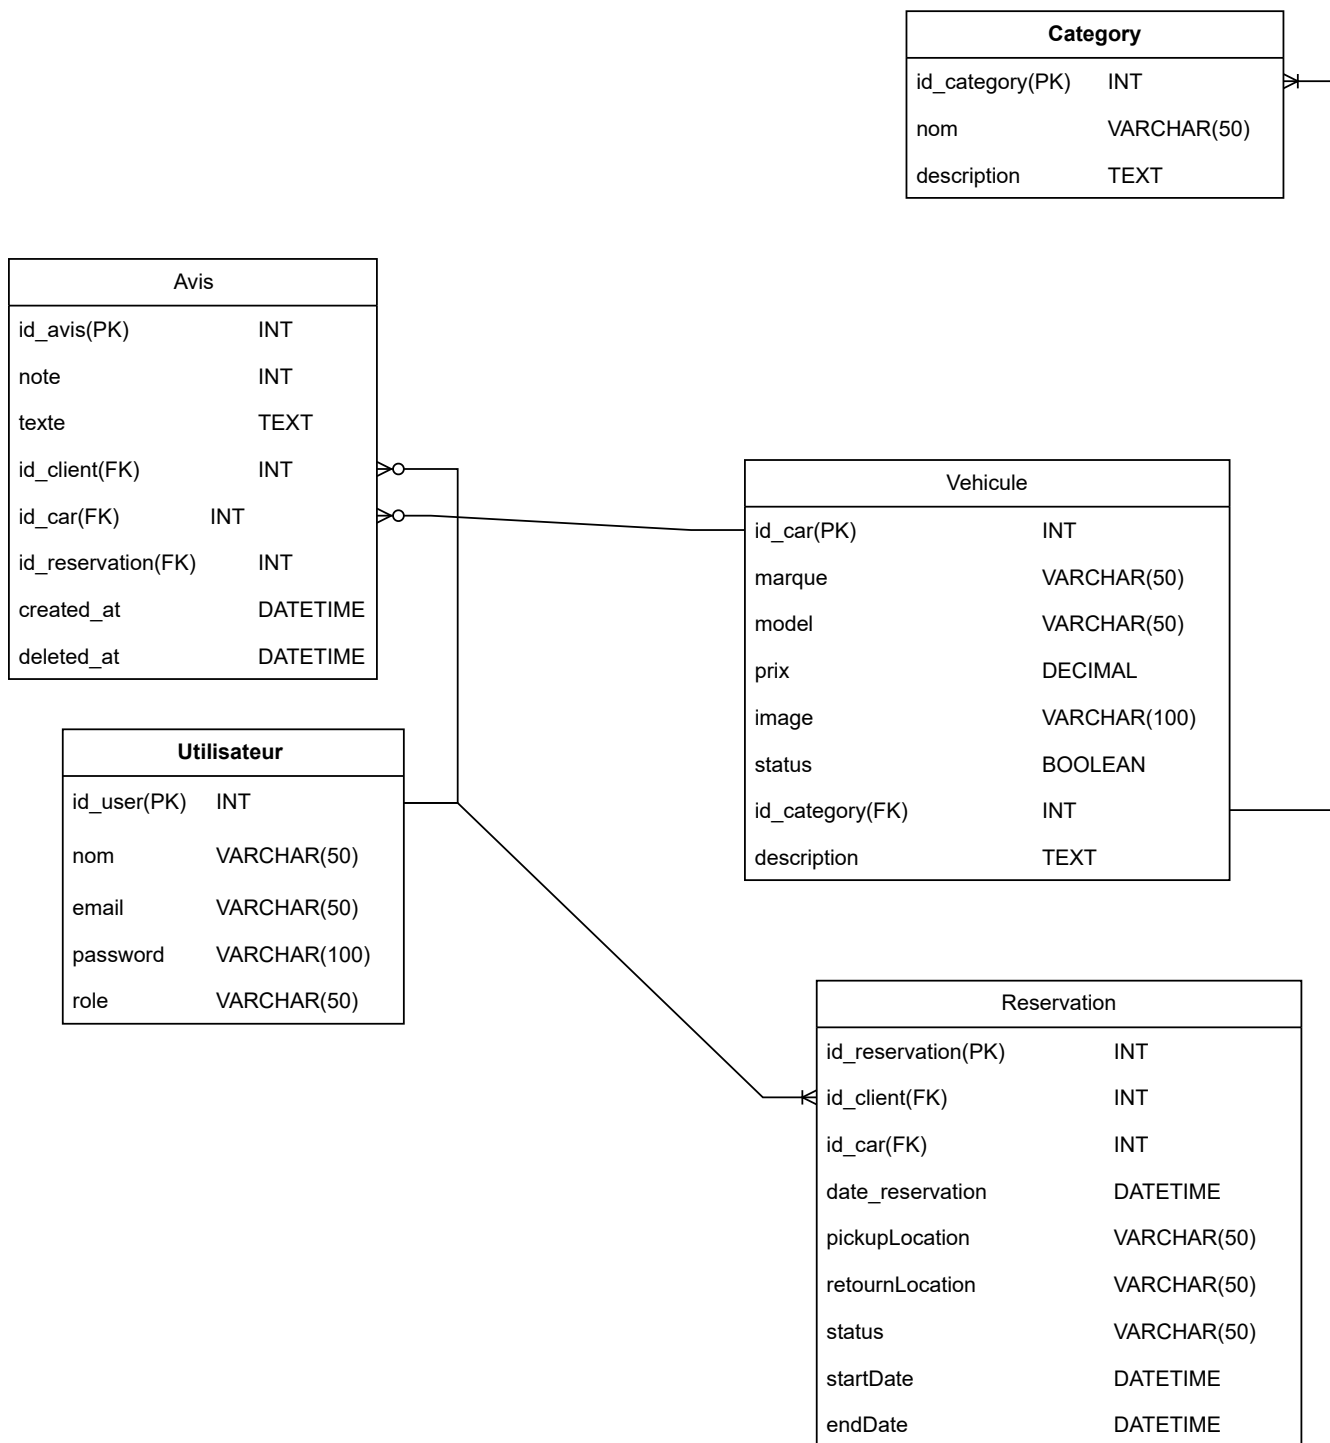 Category
id_category(PK) INT
nom VARCHAR(50)
description TEXT
Avis
id_avis(PK) INT
note INT
texte TEXT
id_client(FK) INT
id_car(FK) INT
id_reservation(FK) INT
created_at DATETIME
deleted_at DATETIME
Vehicule
id_car(PK) INT
marque VARCHAR(50)
model VARCHAR(50)
prix DECIMAL
image VARCHAR(100)
status BOOLEAN
id_category(FK) INT
description TEXT
Utilisateur
id_user(PK) INT
nom VARCHAR(50)
email VARCHAR(50)
password VARCHAR(100)
role VARCHAR(50)
Reservation
id_reservation(PK) INT
id_client(FK) INT
id_car(FK) INT
date_reservation DATETIME
pickupLocation VARCHAR(50)
retournLocation VARCHAR(50)
status VARCHAR(50)
startDate DATETIME
endDate DATETIME